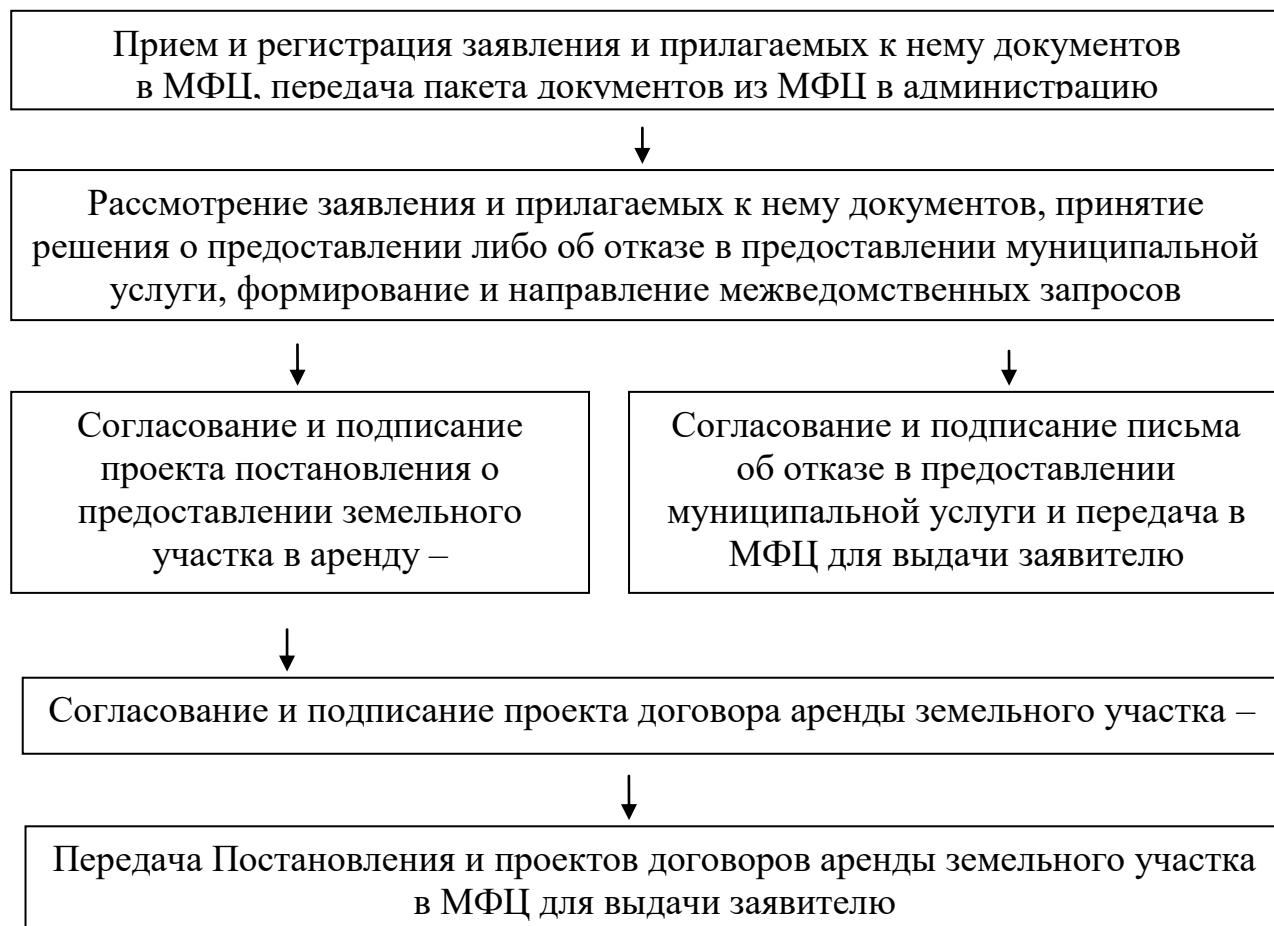 Прием и регистрация заявления и прилагаемых к нему документов
в МФЦ, передача пакета документов из МФЦ в администрацию
Рассмотрение заявления и прилагаемых к нему документов, принятие
решения о предоставлении либо об отказе в предоставлении муниципальной
услуги, формирование и направление межведомственных запросов
Согласование и подписание
проекта постановления о
предоставлении земельного
участка в аренду –
Согласование и подписание письма
об отказе в предоставлении
муниципальной услуги и передача в
МФЦ для выдачи заявителю
Согласование и подписание проекта договора аренды земельного участка –
Передача Постановления и проектов договоров аренды земельного участка
в МФЦ для выдачи заявителю